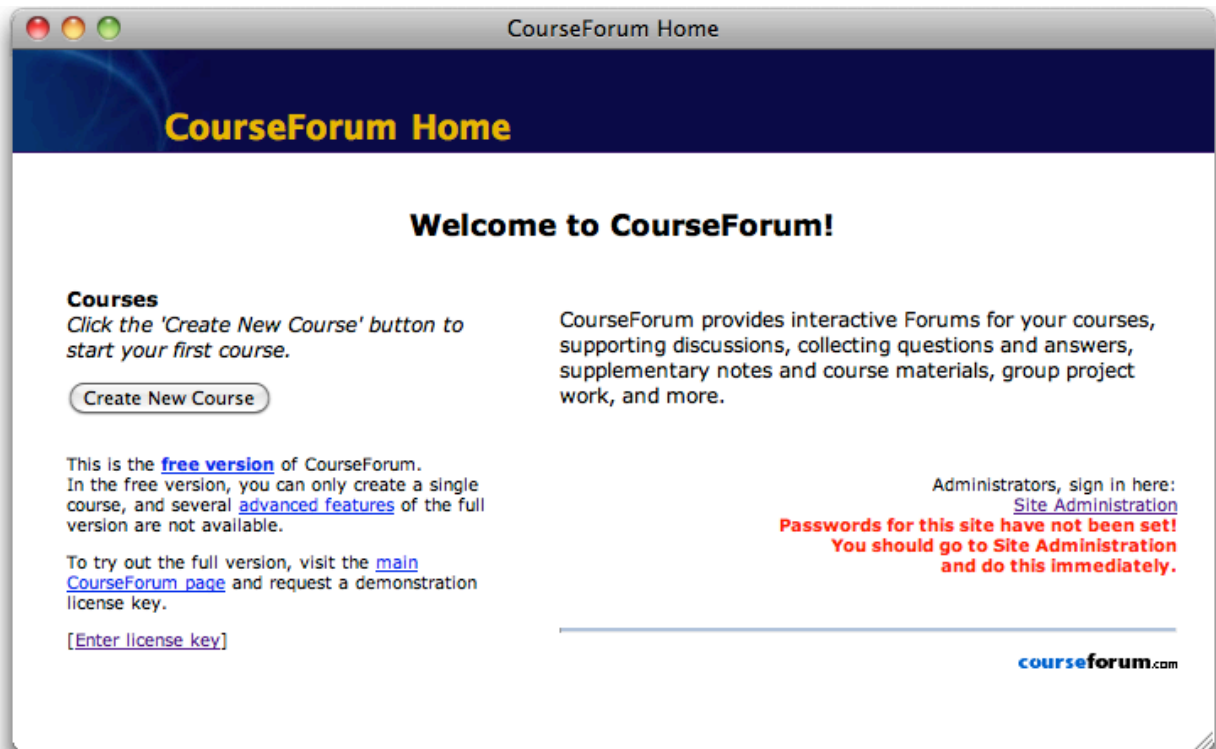 CourseForum Home
CourseForum Home
Welcome to CourseForum!
Courses
Click the 'Create New Course' button to
start your first course.
Create New Course
This is the free version of CourseForum.
In the free version, you can only create a single
course, and several advanced features of the full
version are not available.
To try out the full version, visit the main
CourseForum page and request a demonstration
license key.
[Enter license key]
CourseForum provides interactive Forums for your courses,
supporting discussions, collecting questions and answers,
supplementary notes and course materials, group project
work, and more.
Administrators, sign in here:
Site Administration
Passwords for this site have not been set!
You should go to Site Administration
and do this immediately.
courseforum.com